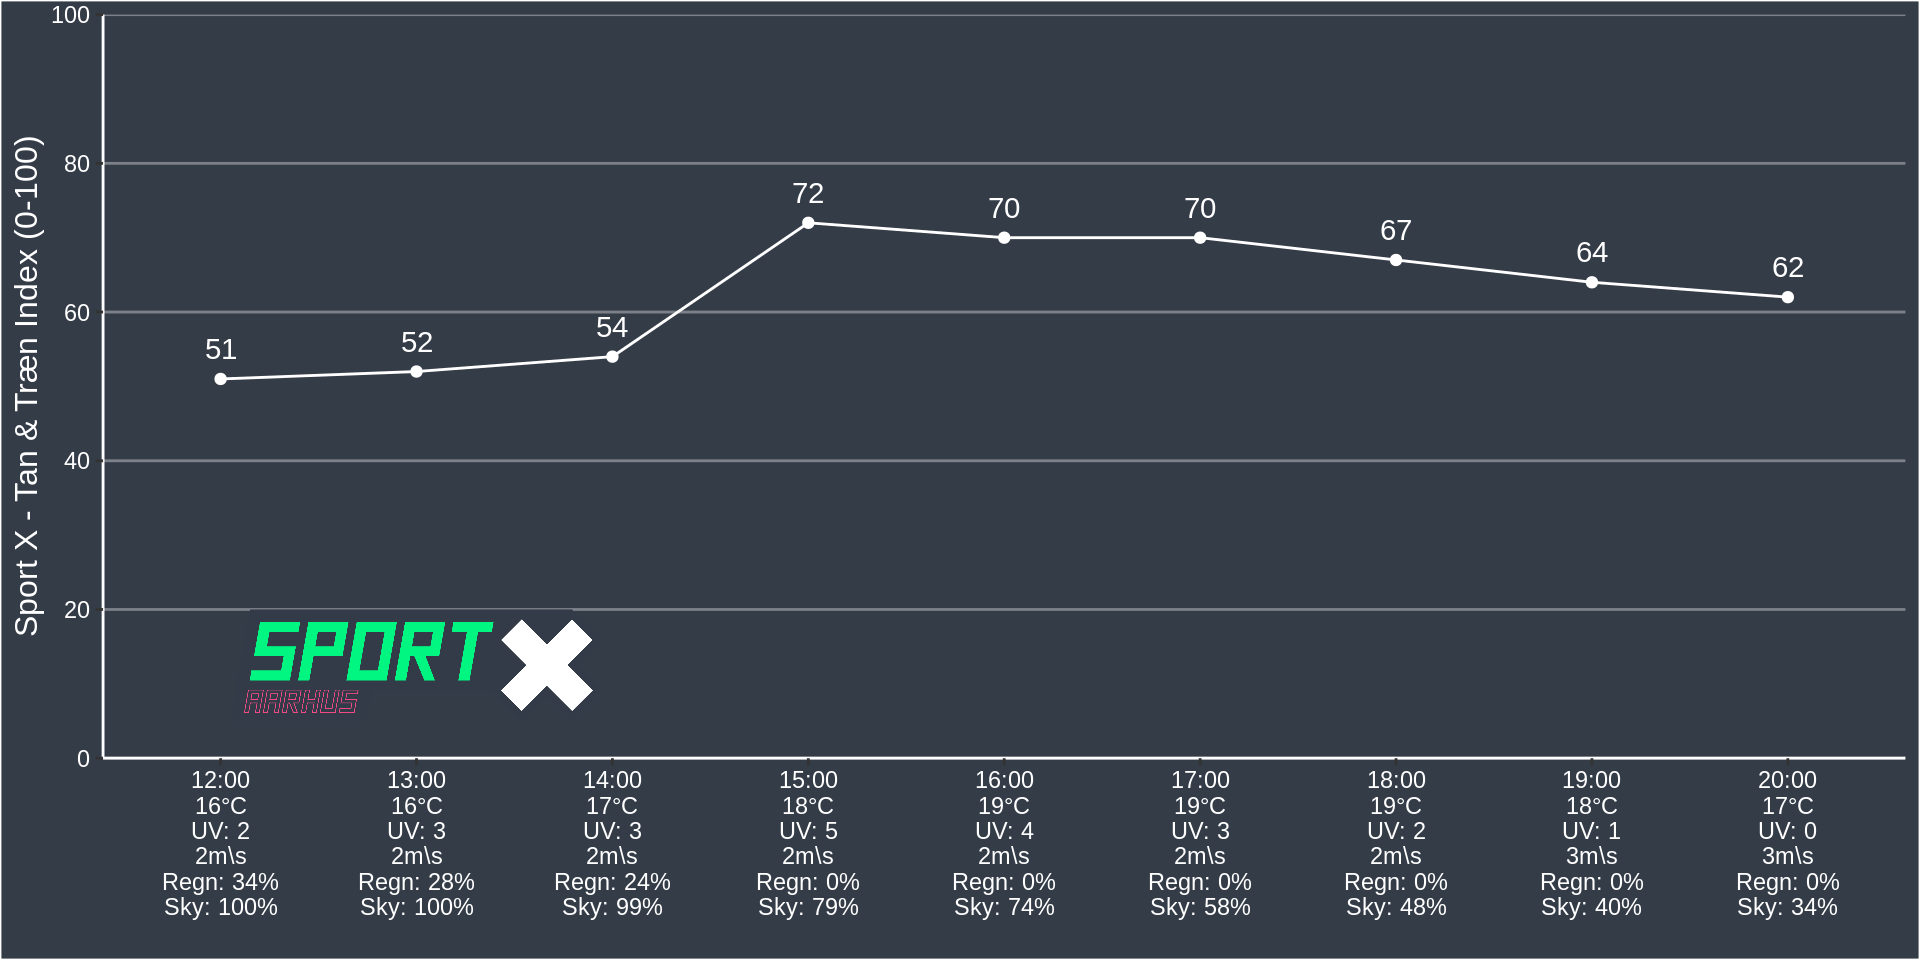 Sport X - Tan & Træn Index (0-100)
100
80
60
40
20
0
51
52
54
72
70
70
67
64
62
SPORT X
AARHUS
12:00 13:00 14:00 15:00 16:00 17:00 18:00 19:00 20:00
16°C 16°C 17°C 18°C 19°C 19°C 19°C 18°C 17°C
UV: 2 UV: 3 UV: 3 UV: 5 UV: 4 UV: 3 UV: 2 UV: 1 UV: 0
2m\s 2m\s 2m\s 2m\s 2m\s 2m\s 2m\s 3m\s 3m\s
Regn: 34% Regn: 28% Regn: 24% Regn: 0% Regn: 0% Regn: 0% Regn: 0% Regn: 0% Regn: 0%
Sky: 100% Sky: 100% Sky: 99% Sky: 79% Sky: 74% Sky: 58% Sky: 48% Sky: 40% Sky: 34%